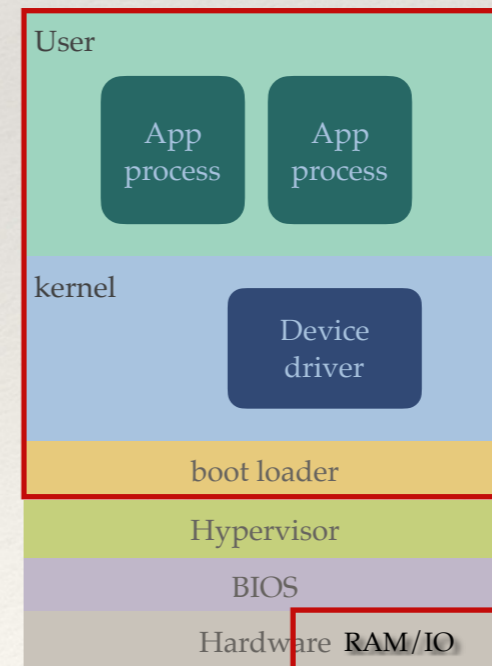 User
App process
App process
kernel
Device driver
boot loader
Hypervisor
BIOS
Hardware RAM/IO